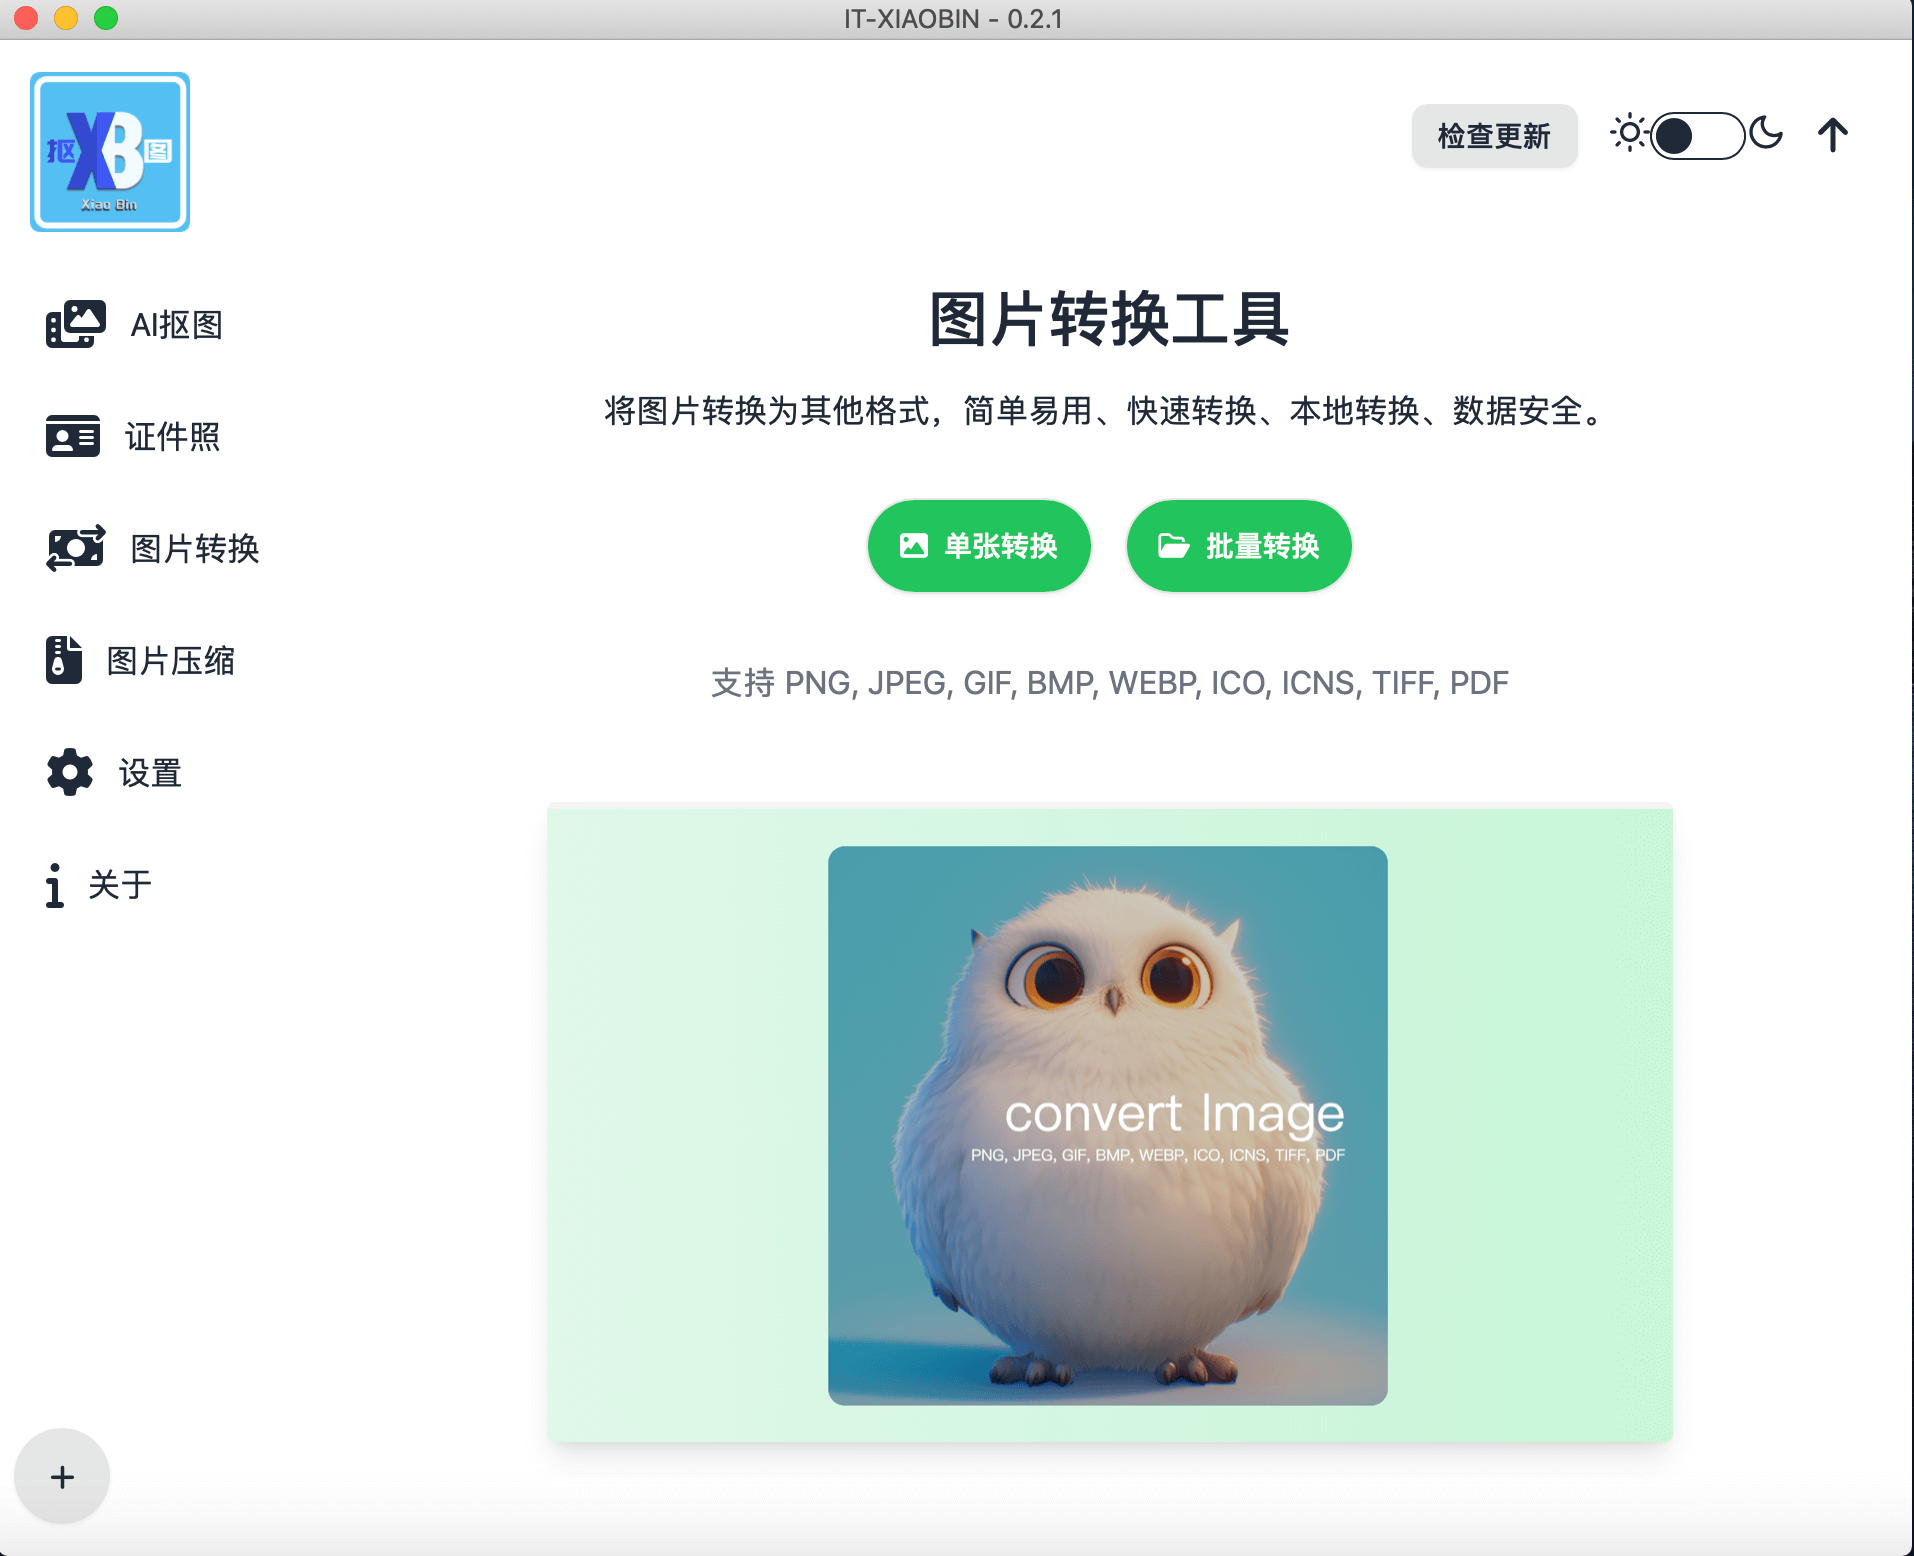 IT-XIAOBIN - 0.2.1
抠 XB 图
Xiao Bin
检查更新
AI抠图
证件照
图片转换
图片压缩
设置
关于
图片转换工具
将图片转换为其他格式，简单易用、快速转换、本地转换、数据安全。
单张转换
批量转换
支持 PNG, JPEG, GIF, BMP, WEBP, ICO, ICNS, TIFF, PDF
convert Image
PNG, JPEG, GIF, BMP, WEBP, ICO, ICNS, TIFF, PDF